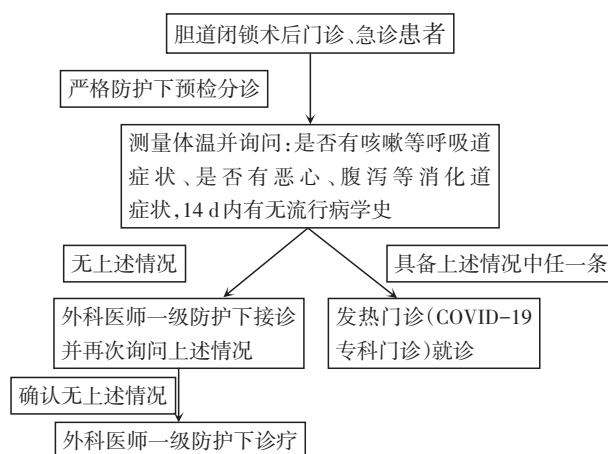 胆道闭锁术后门诊、急诊患者
严格防护下预检分诊
测量体温并询问:是否有咳嗽等呼吸道
症状、是否有恶心、腹泻等消化道
症状,14 d内有无流行病学史
无上述情况
具备上述情况中任一条
外科医师一级防护下接诊
并再次询问上述情况
发热门诊(COVID-19
专科门诊)就诊
确认无上述情况
外科医师一级防护下诊疗